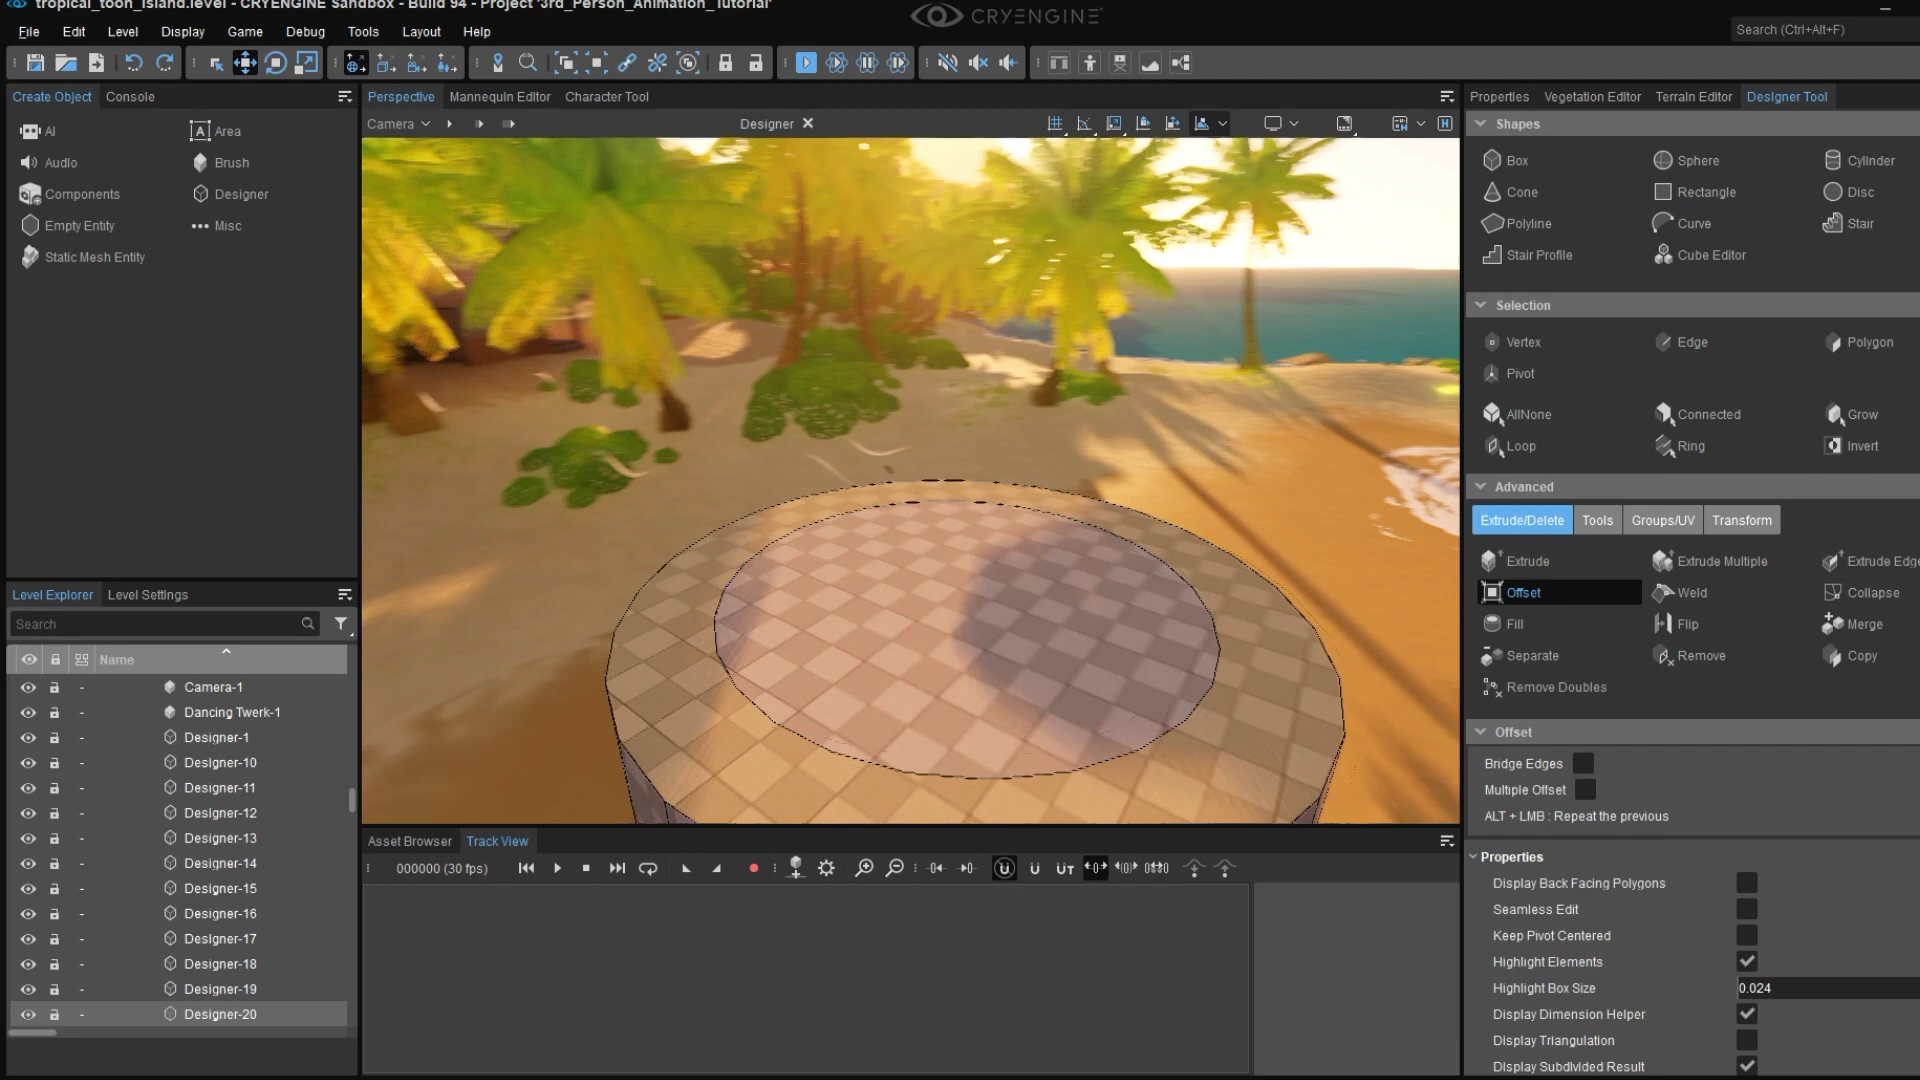 tropical_toon_island.level - CRYENGINE Sandbox - Build 94 - Project '3rd_Person_Animation_Tutorial'
CRYENGINE
Search (Ctrl+Alt+F)
File Edit Level Display Game Debug Tools Layout Help
Create Object Console
AI
Area
Audio
Brush
Components
Designer
Empty Entity
Misc
Static Mesh Entity
Perspective Mannequin Editor Character Tool
Camera
Designer
Properties Vegetation Editor Terrain Editor Designer Tool
Shapes
Box Sphere Cylinder
Cone Rectangle Disc
Polyline Curve Stair
Stair Profile Cube Editor
Selection
Vertex Edge Polygon
Pivot
AllNone Connected Grow
Loop Ring Invert
Advanced
Extrude/Delete Tools Groups/UV Transform
Extrude Extrude Multiple Extrude Edge
Offset Weld Collapse
Fill Flip Merge
Separate Remove Copy
Remove Doubles
Offset
Bridge Edges
Multiple Offset
ALT + LMB : Repeat the previous
Properties
Display Back Facing Polygons
Seamless Edit
Keep Pivot Centered
Highlight Elements
Highlight Box Size 0.024
Display Dimension Helper
Display Triangulation
Display Subdivided Result
Level Explorer Level Settings
Search
Name
Camera-1
Dancing Twerk-1
Designer-1
Designer-10
Designer-11
Designer-12
Designer-13
Designer-14
Designer-15
Designer-16
Designer-17
Designer-18
Designer-19
Designer-20
Asset Browser Track View
000000 (30 fps)